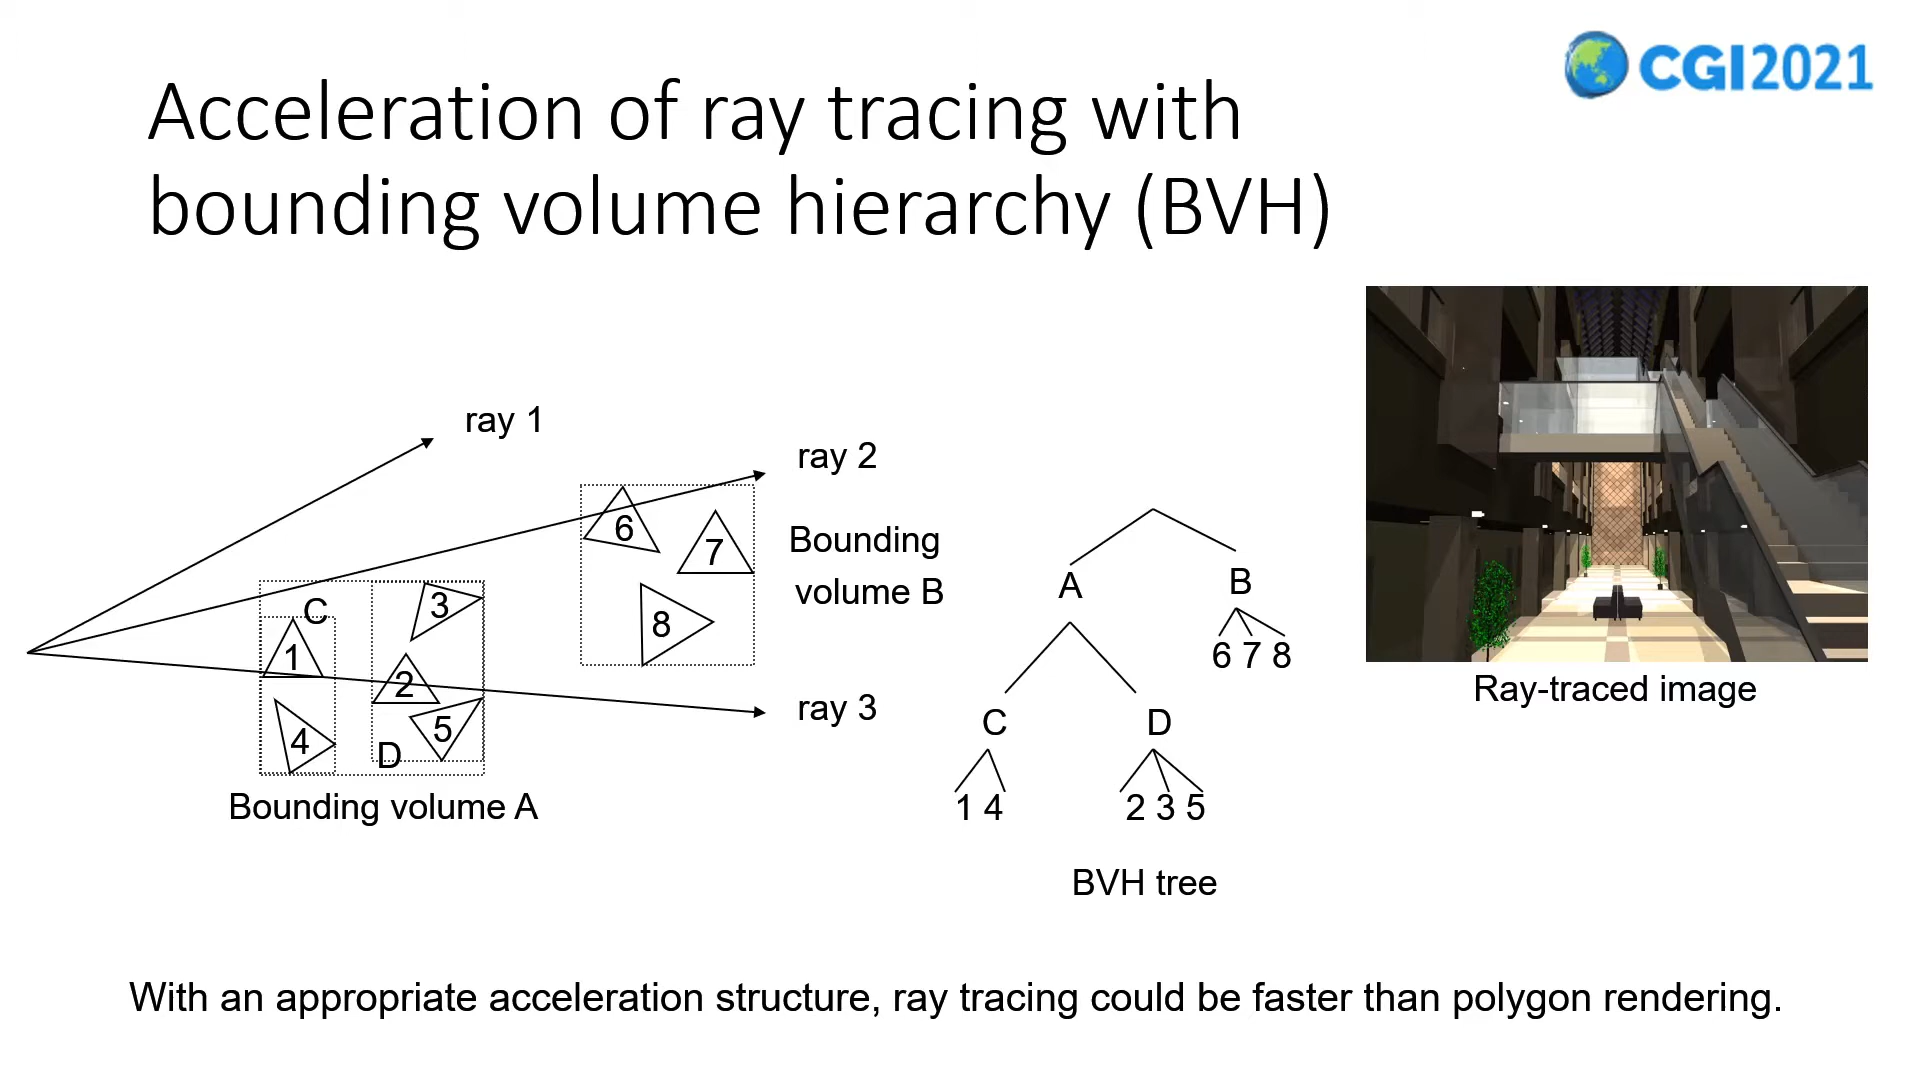 CGI2021
Acceleration of ray tracing with
bounding volume hierarchy (BVH)
ray 1
ray 2
6
7
8
Bounding
volume B
C
3
1
2
5
4
D
ray 3
Bounding volume A
A
B
6 7 8
C
D
1 4
2 3 5
BVH tree
Ray-traced image
With an appropriate acceleration structure, ray tracing could be faster than polygon rendering.